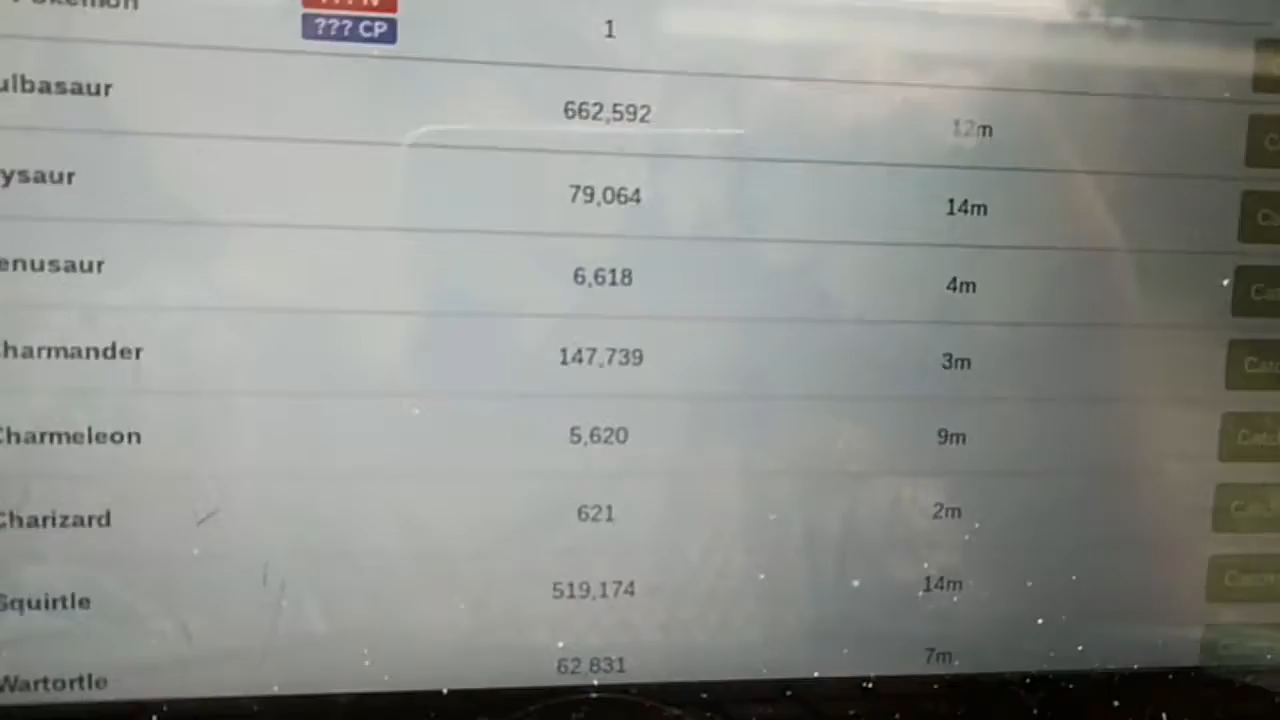 Pokemon
??? CP 1
ulbasaur 662,592 12m
ysaur 79,064 14m
enusaur 6,618 4m
harmander 147,739 3m
Charmeleon 5,620 9m
Charizard 621 2m
Squirtle 519,174 14m
Wartortle 62,831 7m